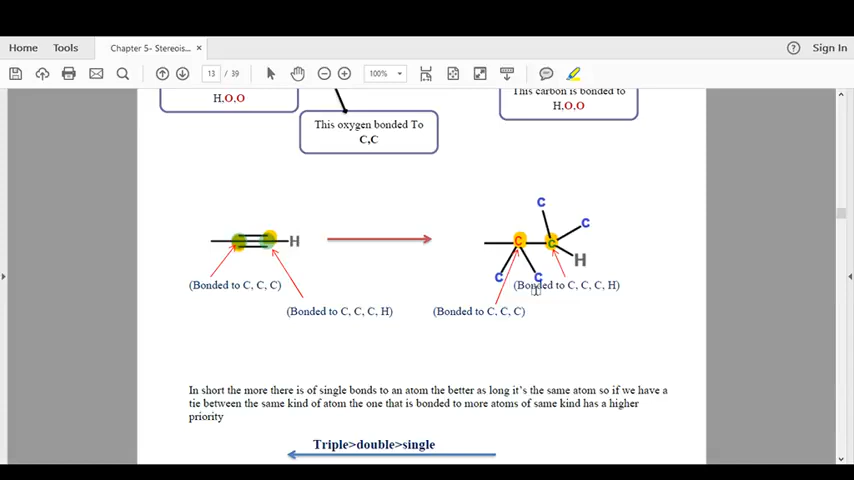 Home Tools Chapter 5- Stereois... × ? Sign In
13 / 39 100%
H,O,O
This oxygen bonded To
C,C
This carbon is bonded to
H,O,O
H
C
C
C
C
H
C
C
(Bonded to C, C, C)
(Bonded to C, C, C, H)
(Bonded to C, C, C, H)
(Bonded to C, C, C)
In short the more there is of single bonds to an atom the better as long it's the same atom so if we have a
tie between the same kind of atom the one that is bonded to more atoms of same kind has a higher
priority
Triple>double>single